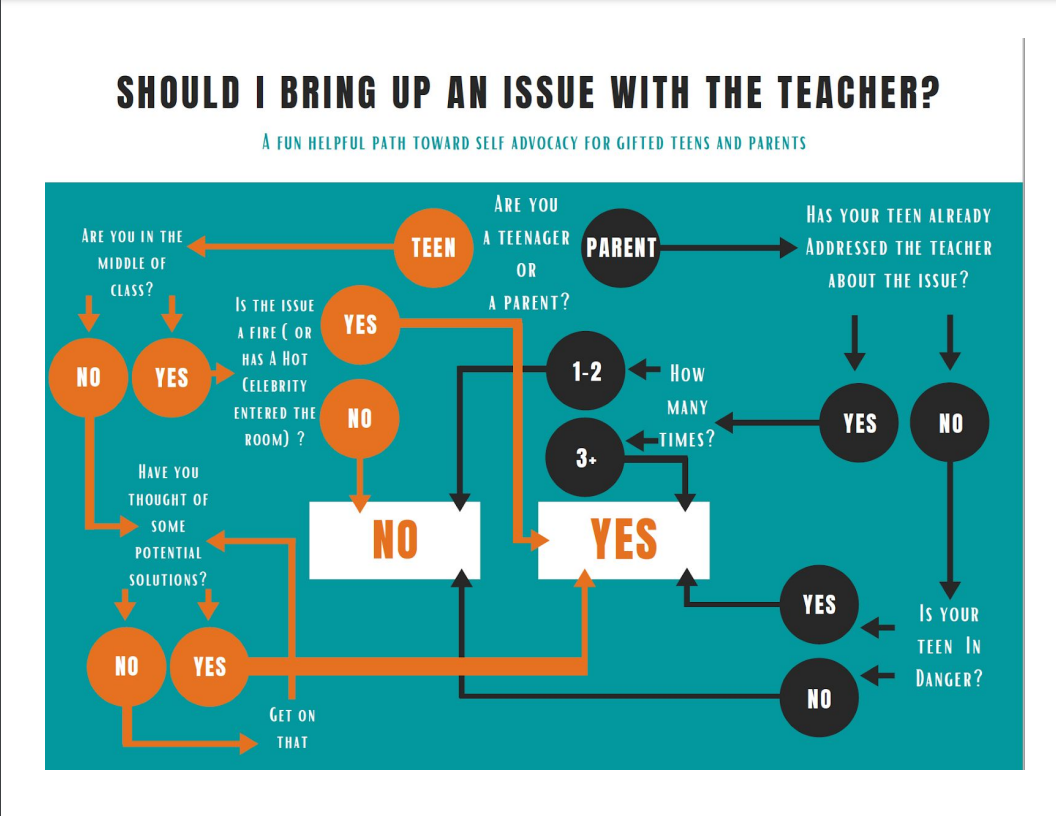 SHOULD I BRING UP AN ISSUE WITH THE TEACHER?
A FUN HELPFUL PATH TOWARD SELF ADVOCACY FOR GIFTED TEENS AND PARENTS
ARE YOU
A TEENAGER
OR
A PARENT?
TEEN
PARENT
ARE YOU IN THE
MIDDLE OF
CLASS?
NO
YES
IS THE ISSUE
A FIRE ( OR
HAS A HOT
CELEBRITY
ENTERED THE
ROOM) ?
YES
NO
HAVE YOU
THOUGHT OF
SOME
POTENTIAL
SOLUTIONS?
NO
YES
GET ON
THAT
HAS YOUR TEEN ALREADY
ADDRESSED THE TEACHER
ABOUT THE ISSUE?
YES
NO
HOW
MANY
TIMES?
1-2
3+
IS YOUR
TEEN IN
DANGER?
YES
NO
NO
YES